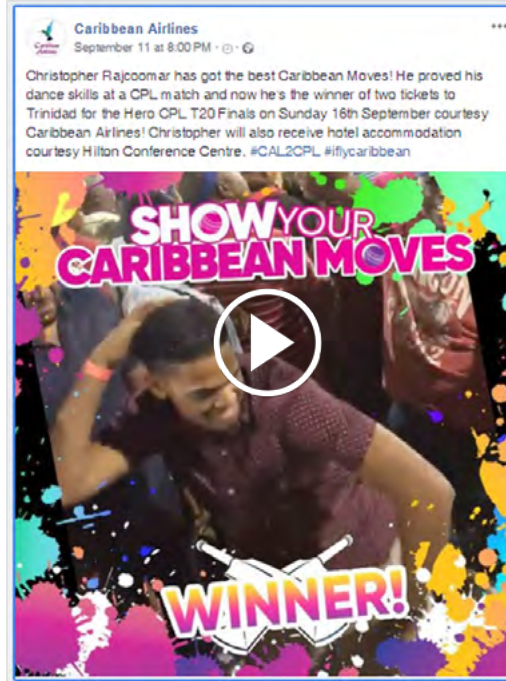 Caribbean Airlines
September 11 at 8:00 PM ·
Christopher Rajcoomar has got the best Caribbean Moves! He proved his
dance skills at a CPL match and now he's the winner of two tickets to
Trinidad for the Hero CPL T20 Finals on Sunday 16th September courtesy
Caribbean Airlines! Christopher will also receive hotel accommodation
courtesy Hilton Conference Centre. #CAL2CPL #iflycaribbean
SHOW YOUR
CARIBBEAN MOVES
WINNER!